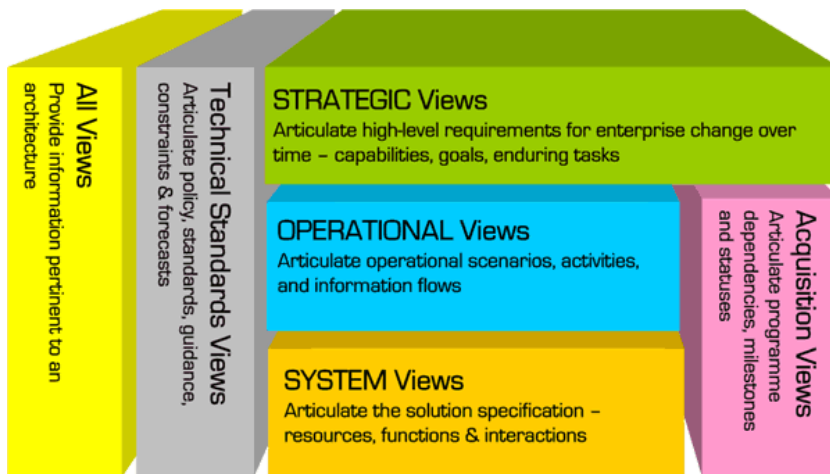 All Views
Provide information pertinent to an
architecture
Technical Standards Views
Articulate policy, standards, guidance,
constraints & forecasts
STRATEGIC Views
Articulate high-level requirements for enterprise change over
time – capabilities, goals, enduring tasks
OPERATIONAL Views
Articulate operational scenarios, activities,
and information flows
SYSTEM Views
Articulate the solution specification –
resources, functions & interactions
Acquisition Views
Articulate programme
dependencies, milestones
and statuses